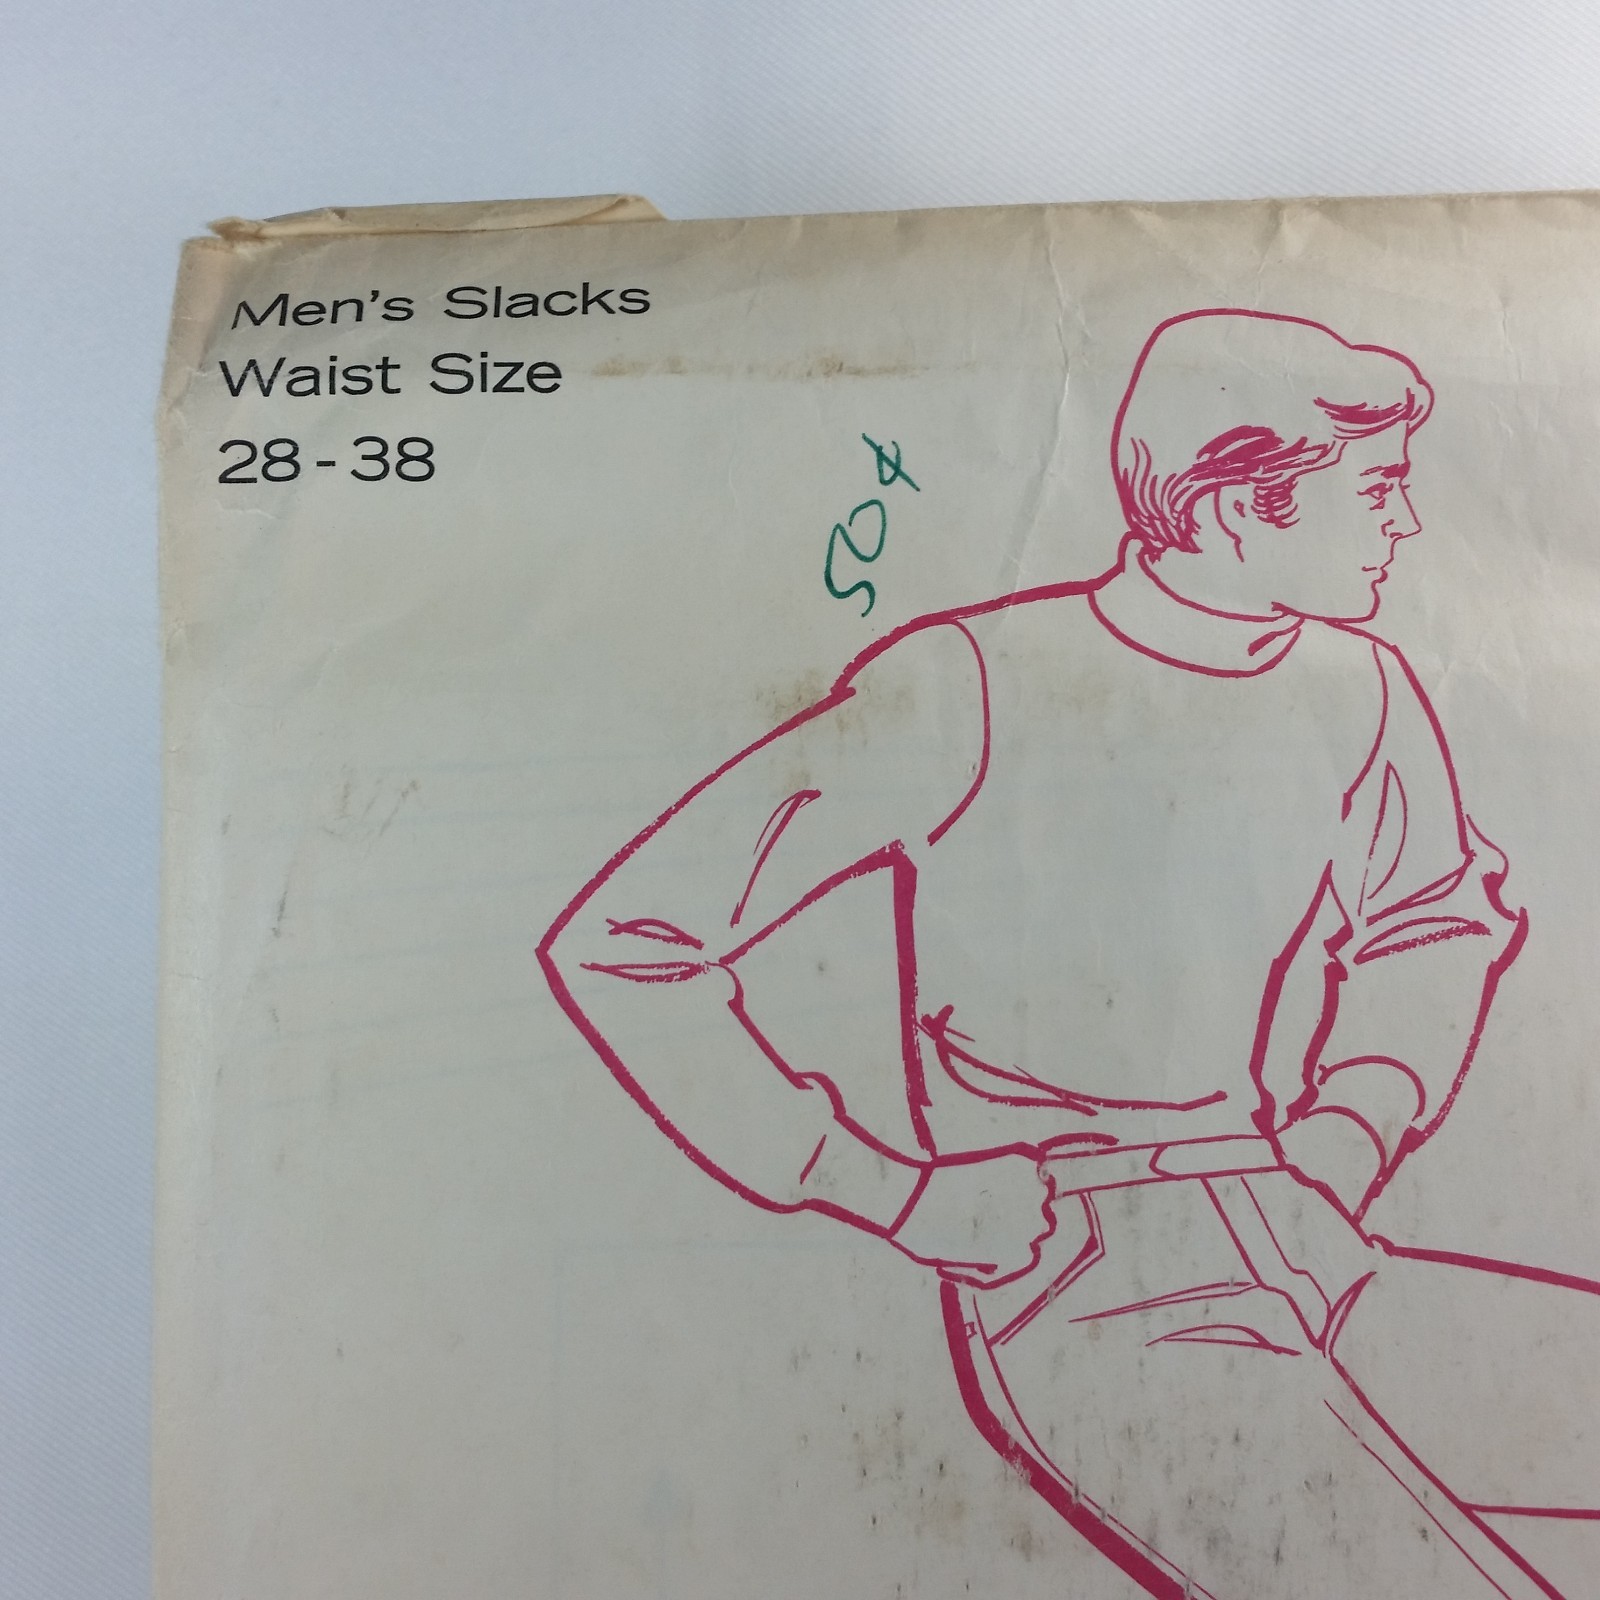 Men's Slacks
Waist Size
28 - 38
50¢